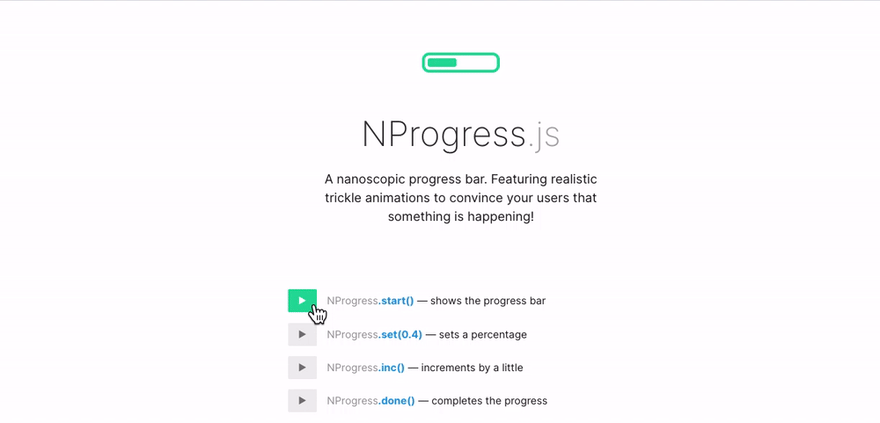 NProgress.js
A nanoscopic progress bar. Featuring realistic
trickle animations to convince your users that
something is happening!
NProgress.start() — shows the progress bar
NProgress.set(0.4) — sets a percentage
NProgress.inc() — increments by a little
NProgress.done() — completes the progress